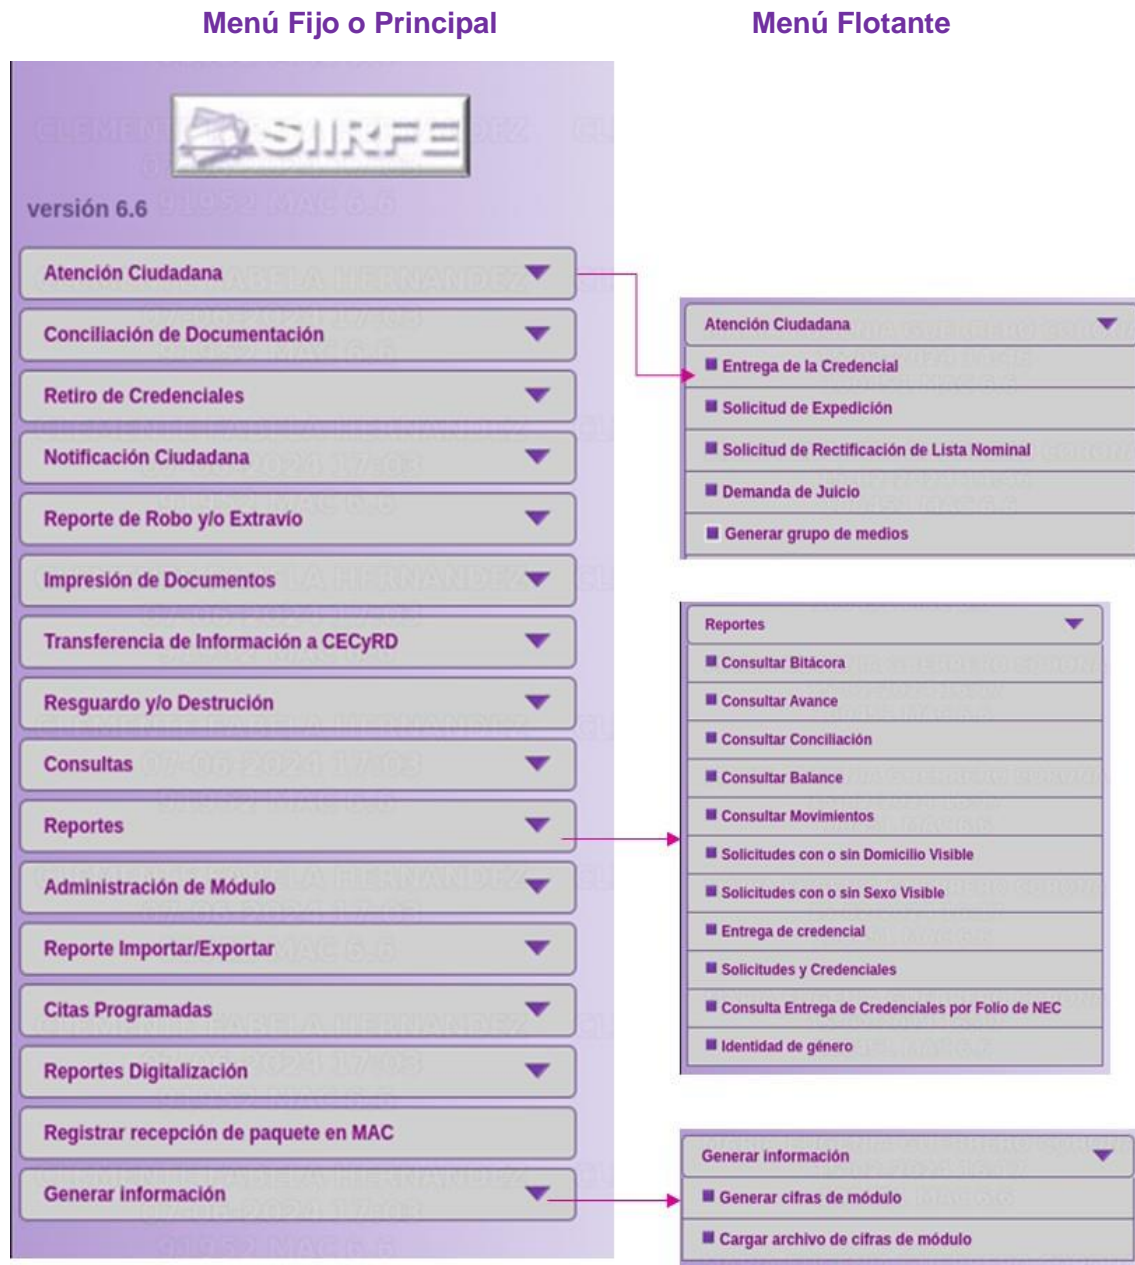 Menú Fijo o Principal
Menú Flotante
SIIRFE
versión 6.6
Atención Ciudadana
Conciliación de Documentación
Retiro de Credenciales
Notificación Ciudadana
Reporte de Robo y/o Extravío
Impresión de Documentos
Transferencia de Información a CECyRD
Resguardo y/o Destrución
Consultas
Reportes
Administración de Módulo
Reporte Importar/Exportar
Citas Programadas
Reportes Digitalización
Registrar recepción de paquete en MAC
Generar información
Atención Ciudadana
Entrega de la Credencial
Solicitud de Expedición
Solicitud de Rectificación de Lista Nominal
Demanda de Juicio
Generar grupo de medios
Reportes
Consultar Bitácora
Consultar Avance
Consultar Conciliación
Consultar Balance
Consultar Movimientos
Solicitudes con o sin Domicilio Visible
Solicitudes con o sin Sexo Visible
Entrega de credencial
Solicitudes y Credenciales
Consulta Entrega de Credenciales por Folio de NEC
Identidad de género
Generar información
Generar cifras de módulo
Cargar archivo de cifras de módulo